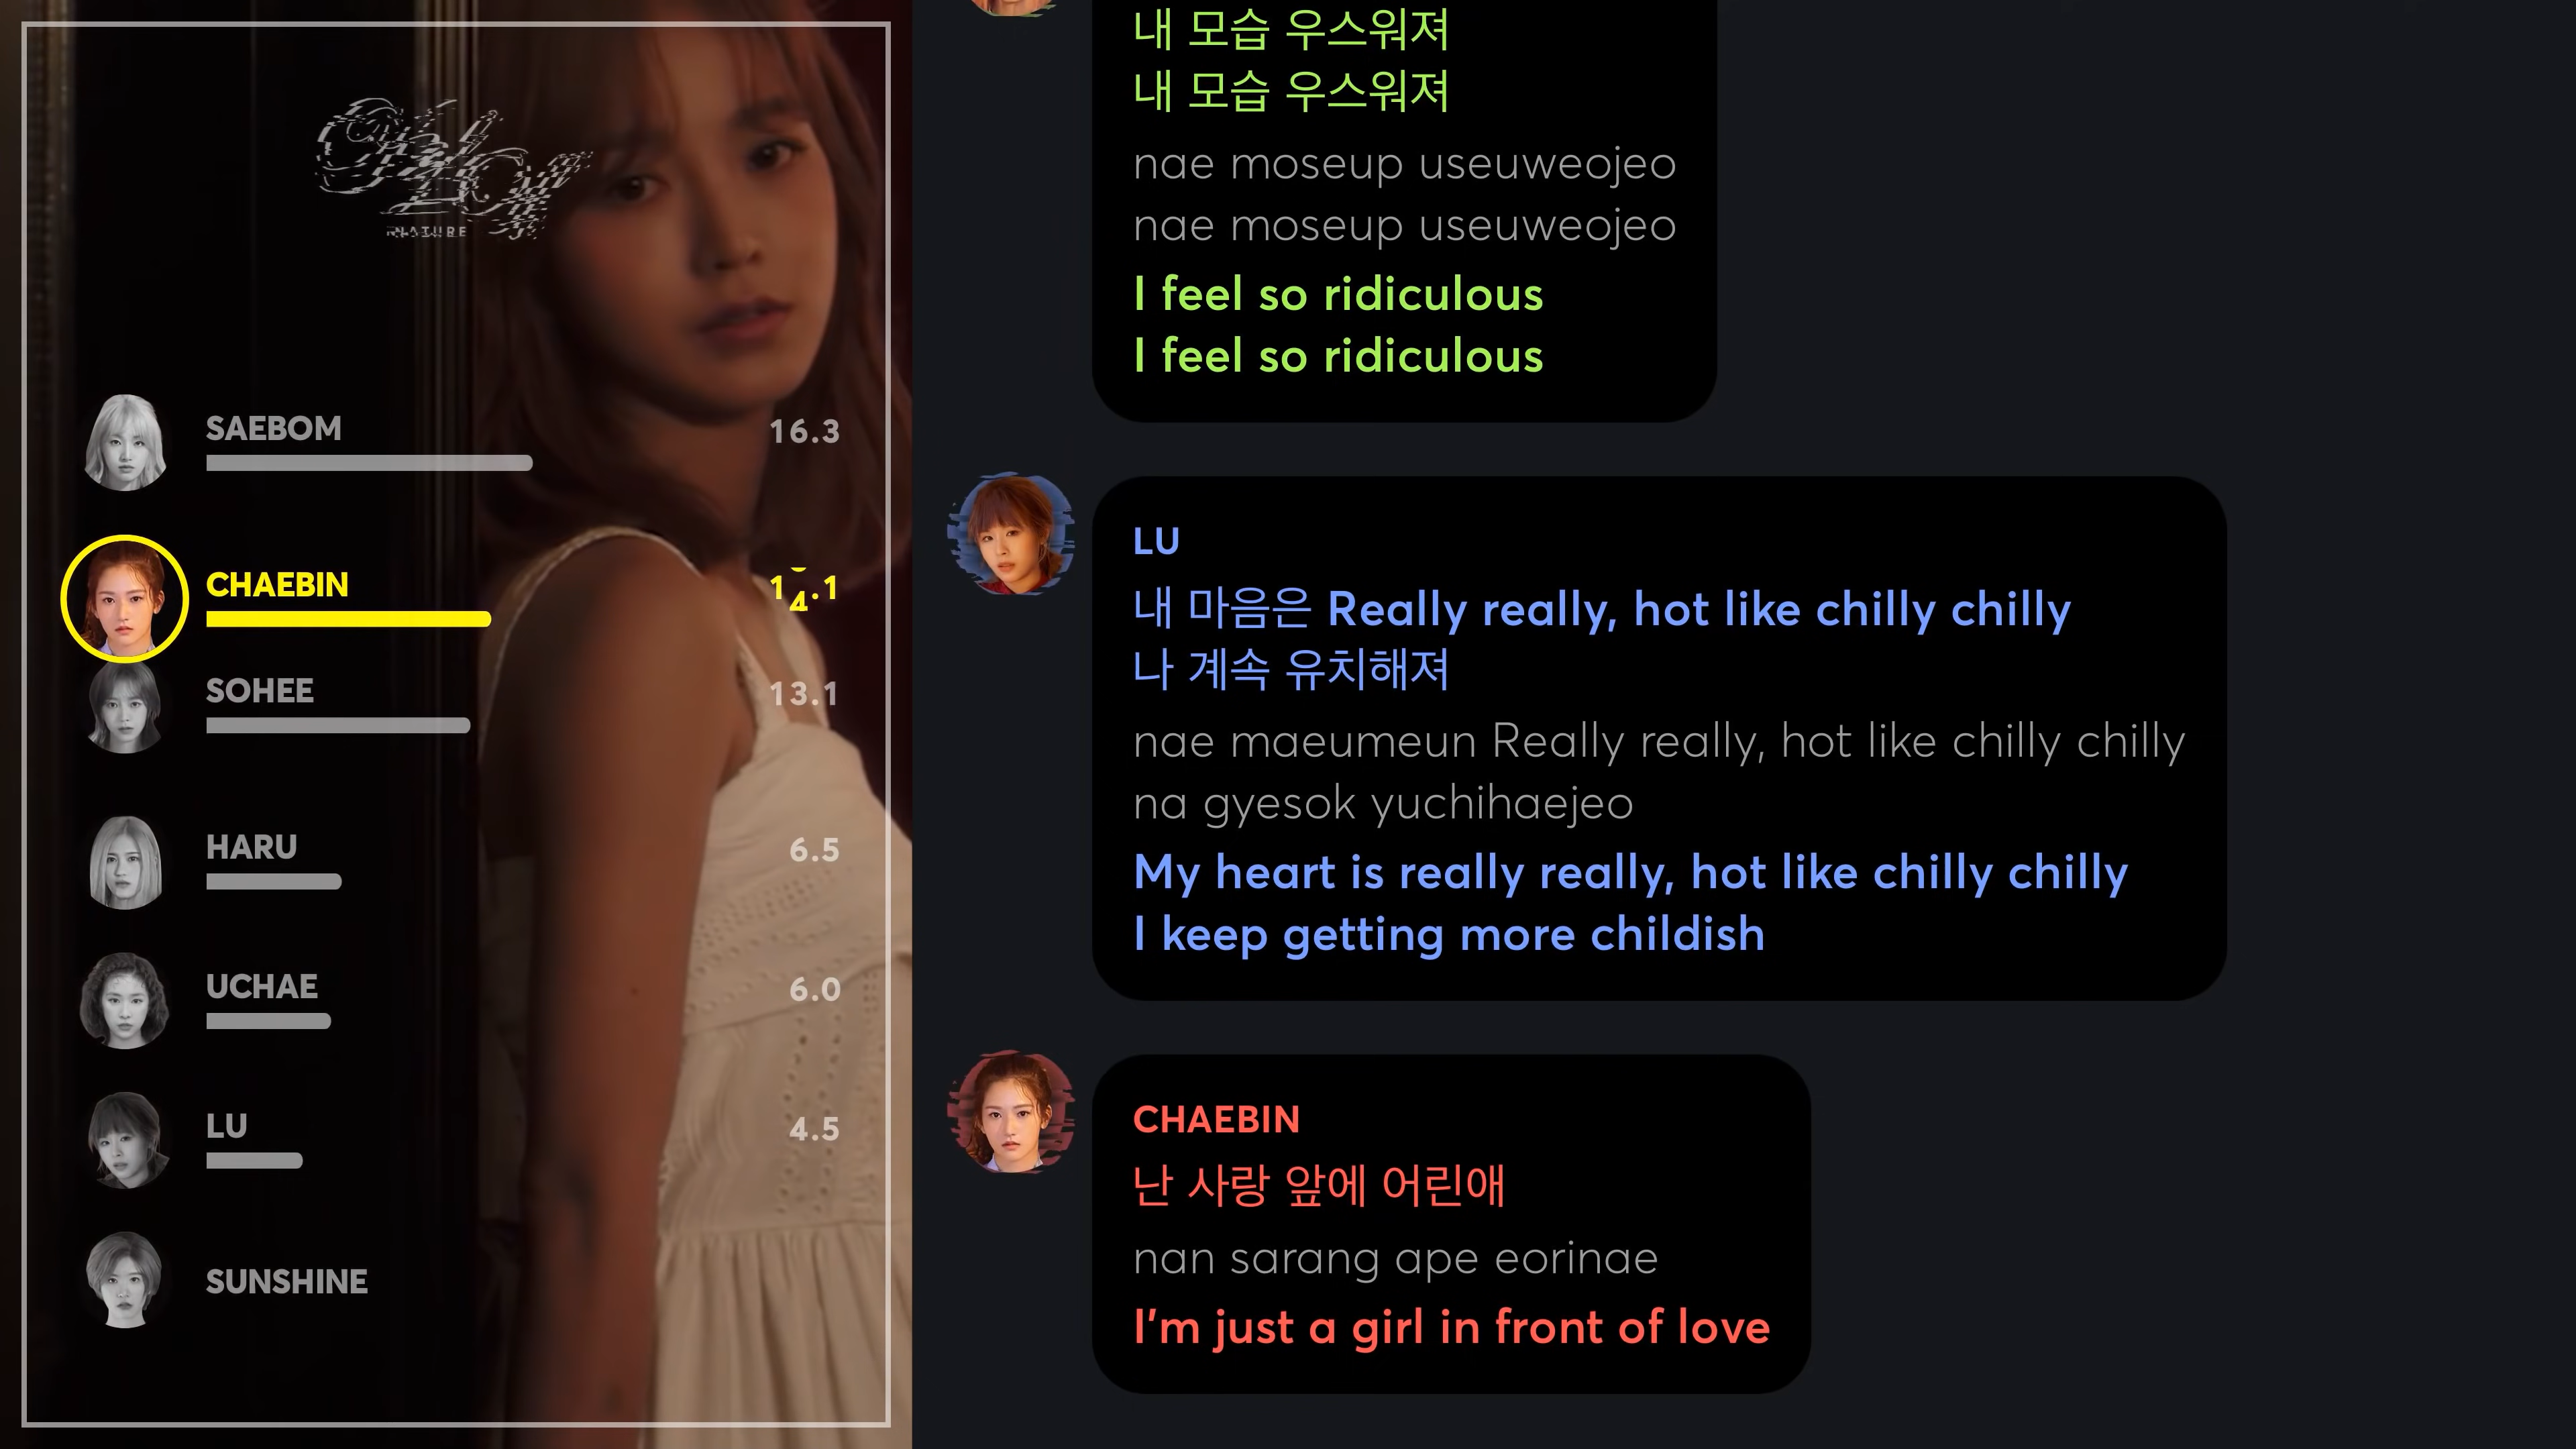 NATURE
SAEBOM
16.3
CHAEBIN
14.1
SOHEE
13.1
HARU
6.5
UCHAE
6.0
LU
4.5
SUNSHINE
내 모습 우스워져
내 모습 우스워져
nae moseup useuweojeo
nae moseup useuweojeo
I feel so ridiculous
I feel so ridiculous
LU
내 마음은 Really really, hot like chilly chilly
나 계속 유치해져
nae maeumeun Really really, hot like chilly chilly
na gyesok yuchihaejeo
My heart is really really, hot like chilly chilly
I keep getting more childish
CHAEBIN
난 사랑 앞에 어린애
nan sarang ape eorinae
I'm just a girl in front of love